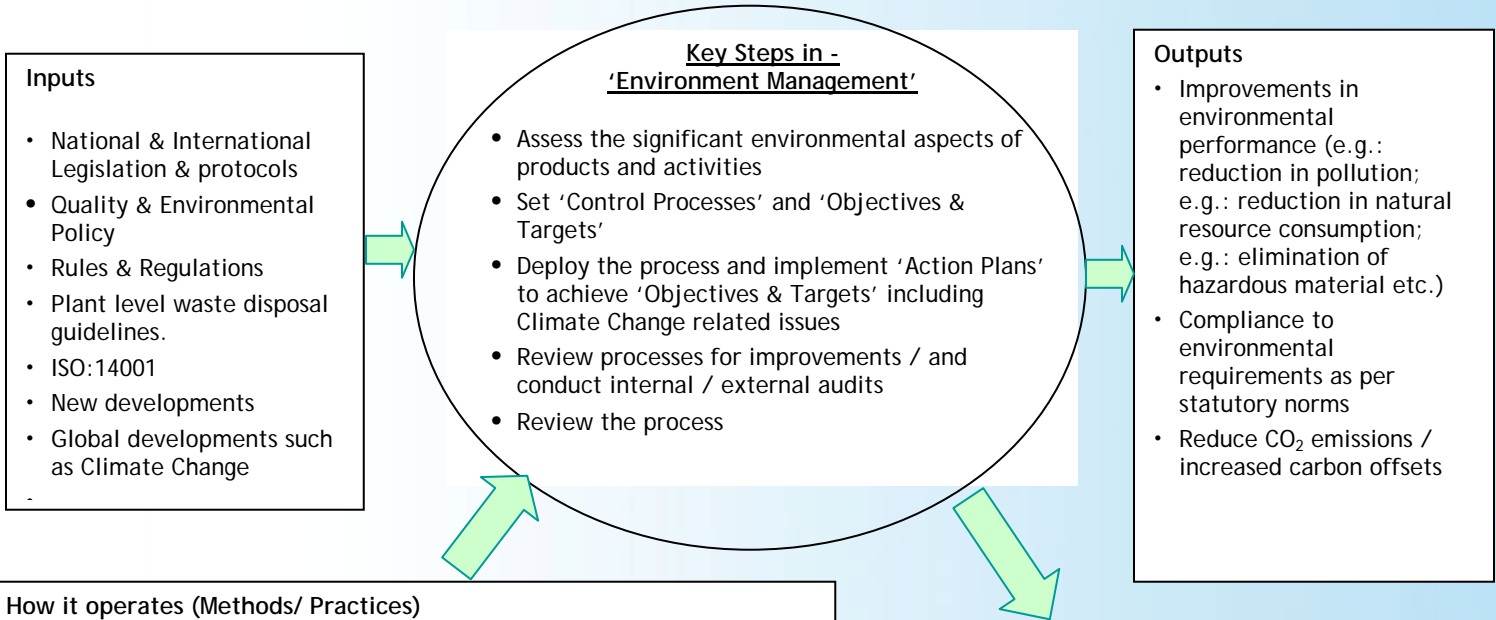 Inputs
• National & International
Legislation & protocols
• Quality & Environmental
Policy
• Rules & Regulations
• Plant level waste disposal
guidelines.
• ISO:14001
• New developments
• Global developments such
as Climate Change
•
Key Steps in -
‘Environment Management’
• Assess the significant environmental aspects of
products and activities
• Set ‘Control Processes’ and ‘Objectives &
Targets’
• Deploy the process and implement ‘Action Plans’
to achieve ‘Objectives & Targets’ including
Climate Change related issues
• Review processes for improvements / and
conduct internal / external audits
• Review the process
Outputs
• Improvements in
environmental
performance (e.g.:
reduction in pollution;
e.g.: reduction in natural
resource consumption;
e.g.: elimination of
hazardous material etc.)
• Compliance to
environmental
requirements as per
statutory norms
• Reduce CO₂ emissions /
increased carbon offsets
How it operates (Methods/ Practices)